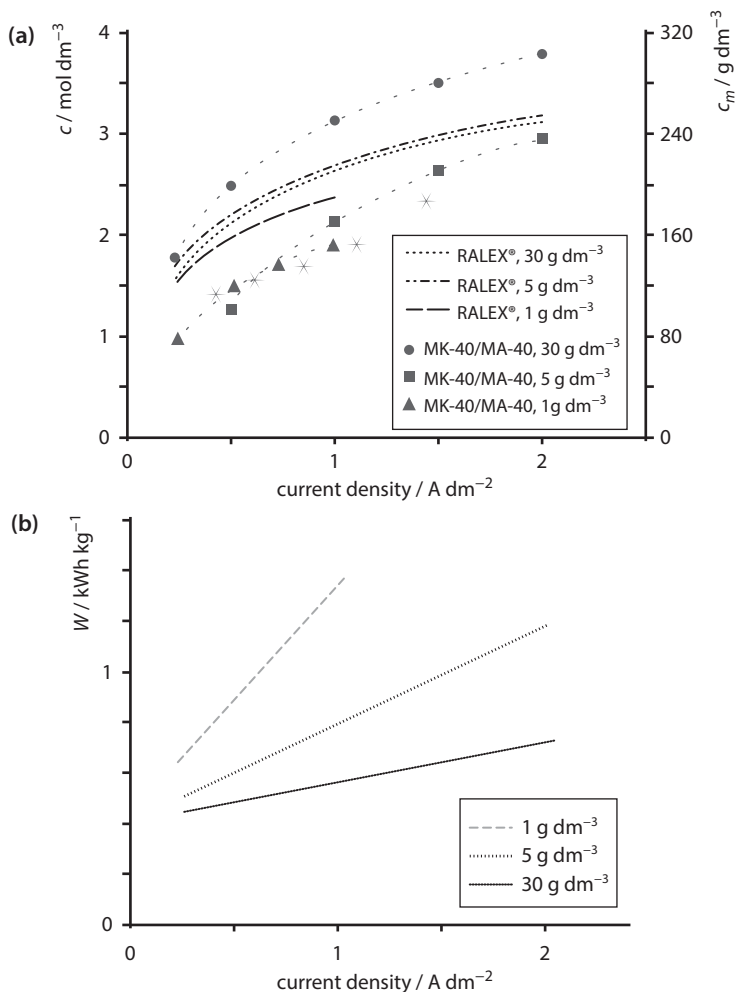 (a)
4
3
2
1
0
c / mol dm⁻³
320
240
160
80
0
cₘ / g dm⁻³
RALEX®, 30 g dm⁻³
RALEX®, 5 g dm⁻³
RALEX®, 1 g dm⁻³
MK-40/MA-40, 30 g dm⁻³
MK-40/MA-40, 5 g dm⁻³
MK-40/MA-40, 1g dm⁻³
0 1 2
current density / A dm⁻²
(b)
W / kWh kg⁻¹
1
0
1 g dm⁻³
5 g dm⁻³
30 g dm⁻³
0 1 2
current density / A dm⁻²